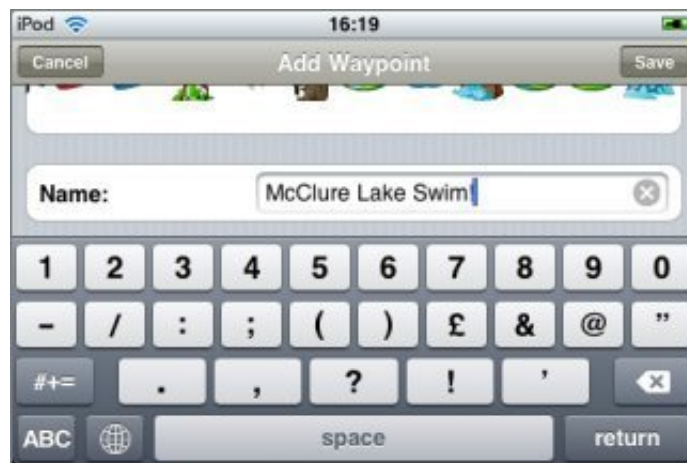 iPod 16:19
Cancel Add Waypoint Save
Name: McClure Lake Swim!
1 2 3 4 5 6 7 8 9 0
- / : ; ( ) £ & @ "
#+= . , ? ! '
ABC space return